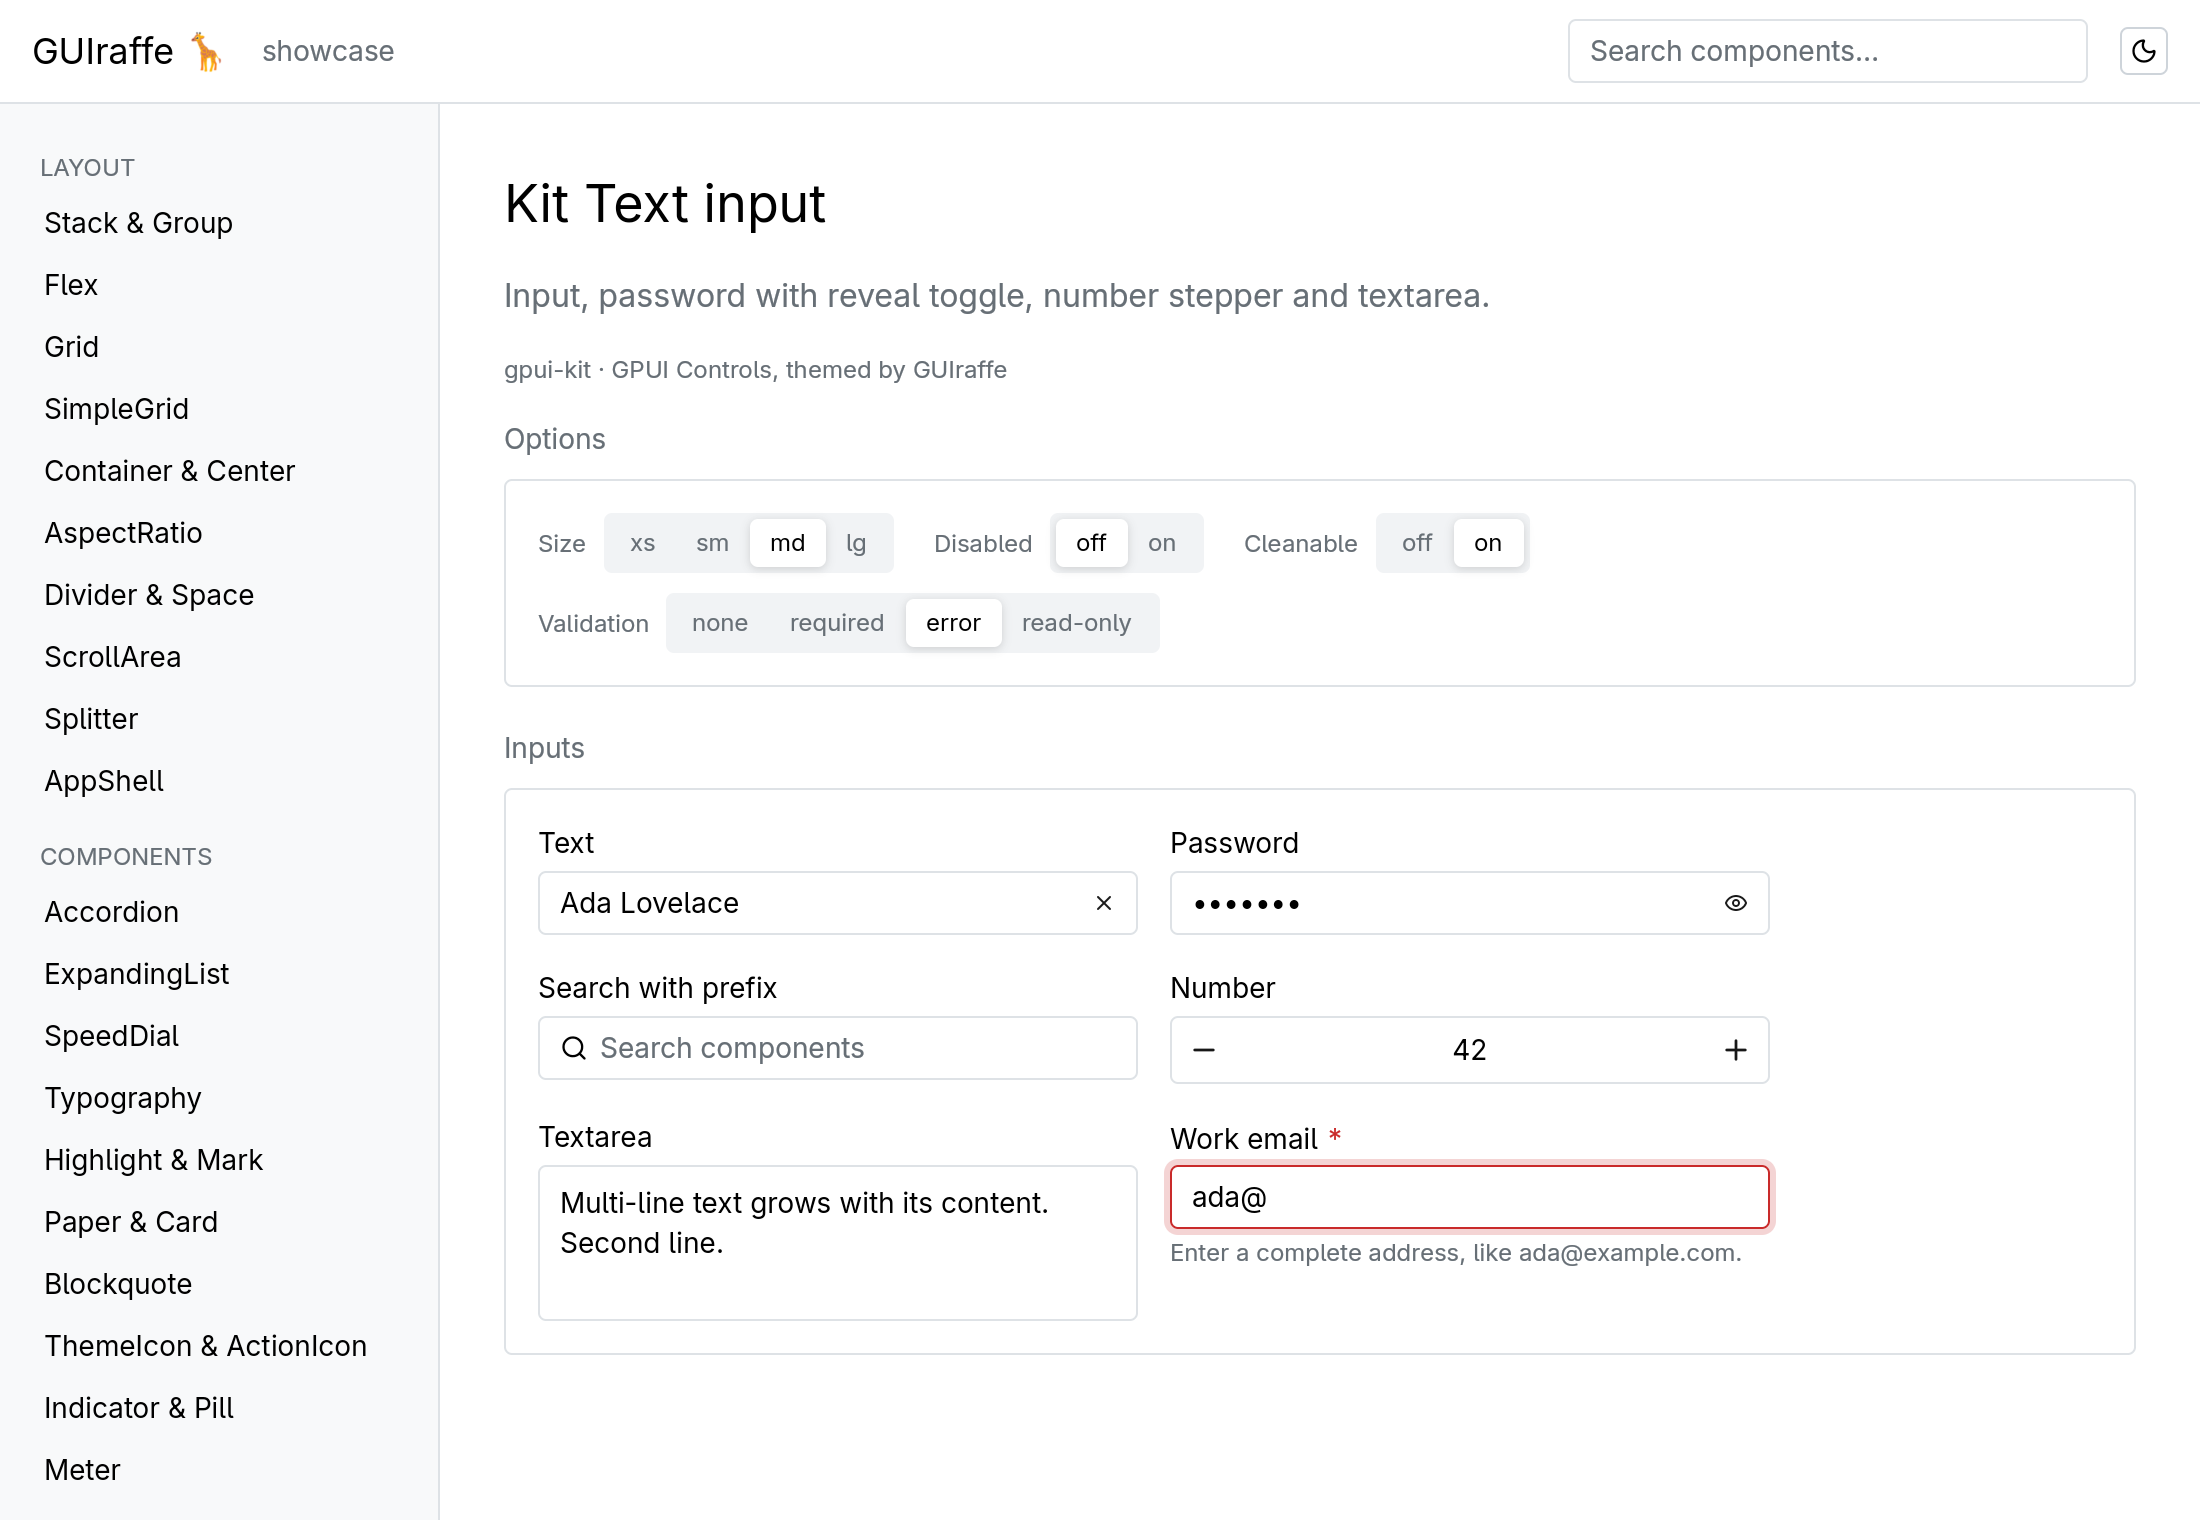 GUIraffe 🦒 showcase
Search components...
LAYOUT
Stack & Group
Flex
Grid
SimpleGrid
Container & Center
AspectRatio
Divider & Space
ScrollArea
Splitter
AppShell
COMPONENTS
Accordion
ExpandingList
SpeedDial
Typography
Highlight & Mark
Paper & Card
Blockquote
ThemeIcon & ActionIcon
Indicator & Pill
Meter
Kit Text input
Input, password with reveal toggle, number stepper and textarea.
gpui-kit · GPUI Controls, themed by GUIraffe
Options
Size xs sm md lg Disabled off on Cleanable off on
Validation none required error read-only
Inputs
Text
Ada Lovelace
Password
•••••••
Search with prefix
Search components
Number
42
Textarea
Multi-line text grows with its content.
Second line.
Work email *
ada@
Enter a complete address, like ada@example.com.